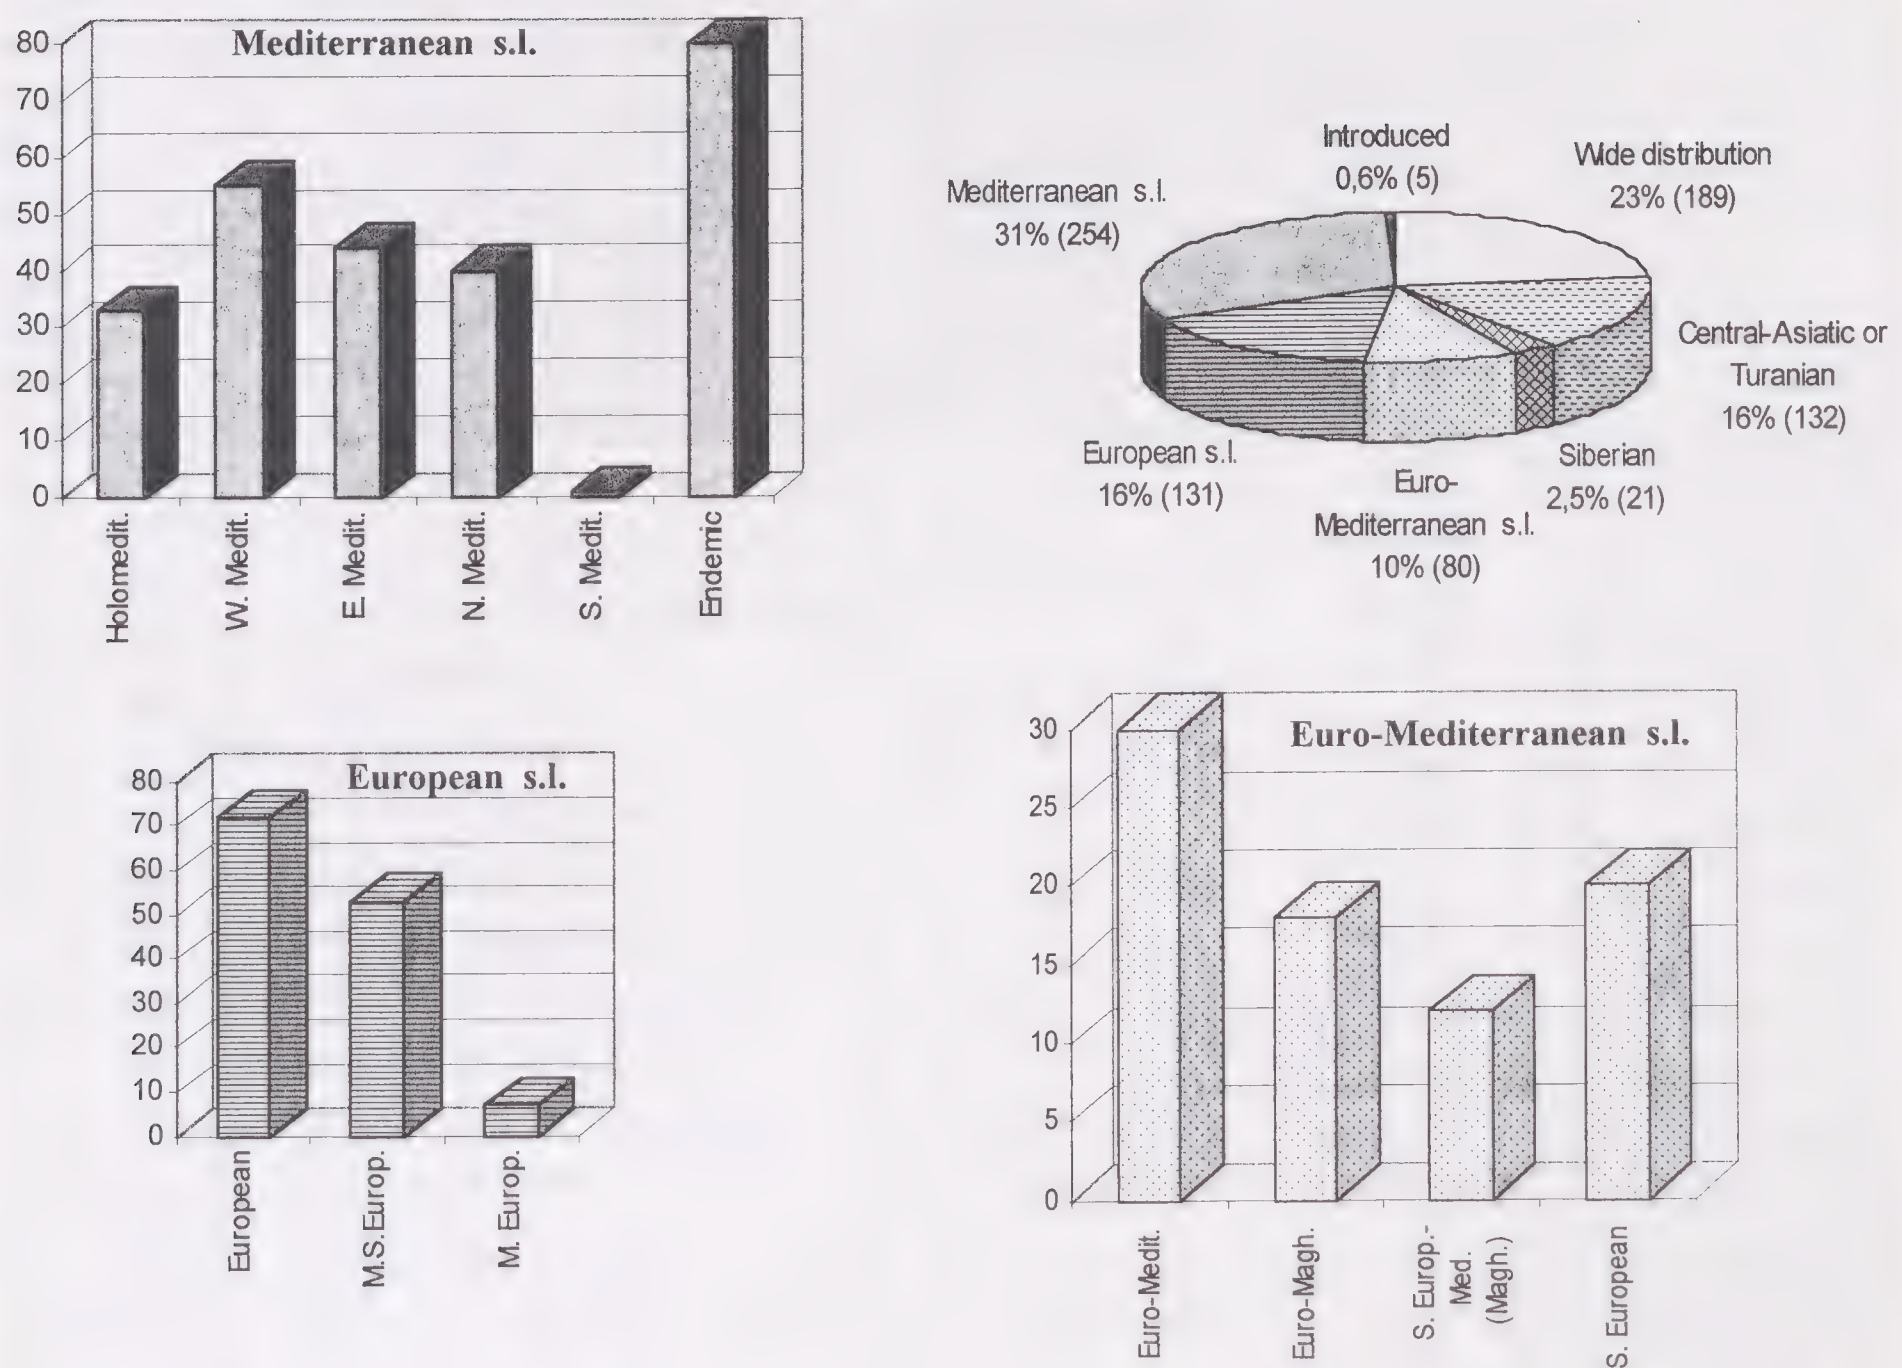 Mediterranean s.l.
80
70
60
50
40
30
20
10
0
Holomedit.
W. Medit.
E. Medit.
N. Medit.
S. Medit.
Endemic
Introduced
0,6% (5)
Wide distribution
23% (189)
Mediterranean s.l.
31% (254)
Central-Asiatic or
Turanian
16% (132)
European s.l.
16% (131)
Siberian
2,5% (21)
Euro-
Mediterranean s.l.
10% (80)
European s.l.
80
70
60
50
40
30
20
10
0
European
M.S.Europ.
M. Europ.
Euro-Mediterranean s.l.
30
25
20
15
10
5
0
Euro-Medit.
Euro-Magh.
S. Europ.-
Med.
(Magh.)
S. European